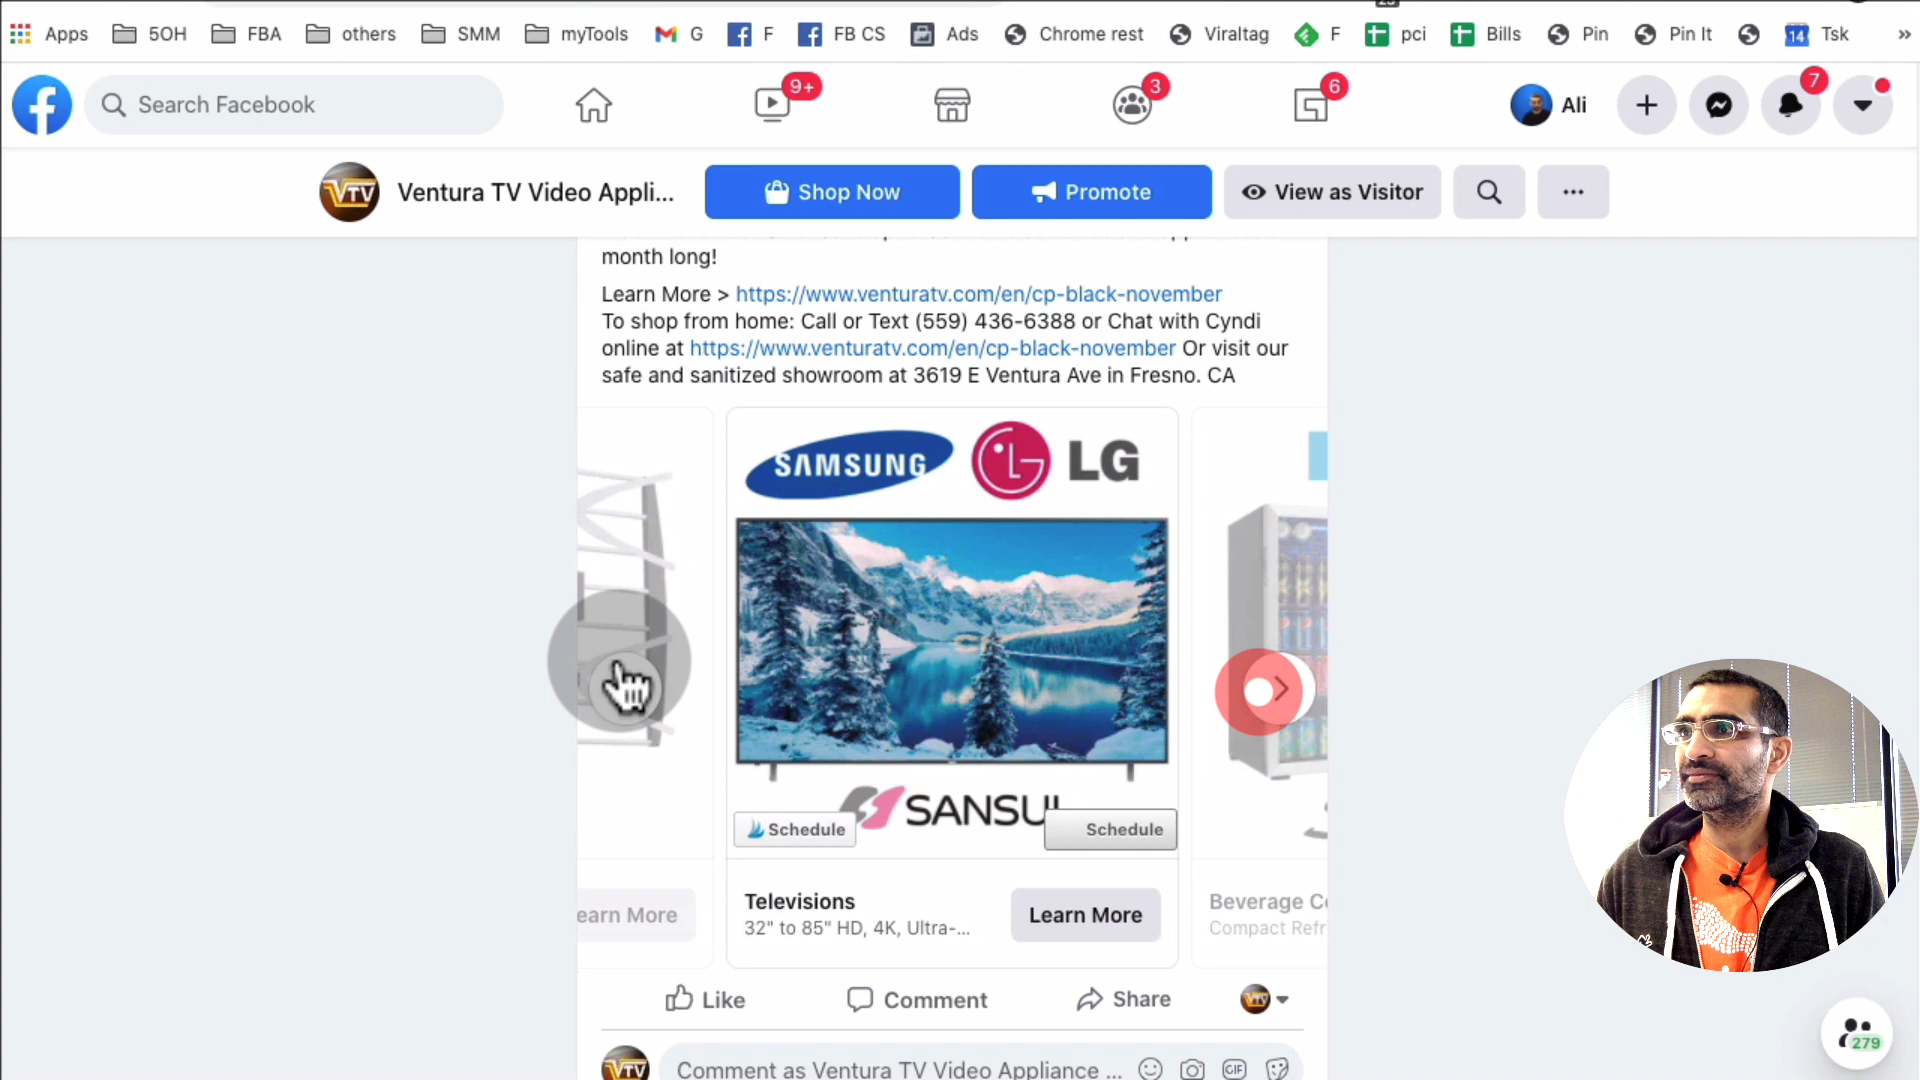 Apps 5OH FBA others SMM myTools G F FB CS Ads Chrome rest Viraltag F pci Bills Pin Pin It 14 Tsk »
Search Facebook 9+ 3 6 Ali 7
VTV Ventura TV Video Appli... Shop Now Promote View as Visitor ...
month long!
Learn More > https://www.venturatv.com/en/cp-black-november
To shop from home: Call or Text (559) 436-6388 or Chat with Cyndi
online at https://www.venturatv.com/en/cp-black-november Or visit our
safe and sanitized showroom at 3619 E Ventura Ave in Fresno. CA
SAMSUNG LG
SANSUI
Schedule Schedule
Televisions
32" to 85" HD, 4K, Ultra-...
Learn More
earn More
Beverage C
Compact Refr
Like Comment Share
VTV Comment as Ventura TV Video Appliance ... GIF
279